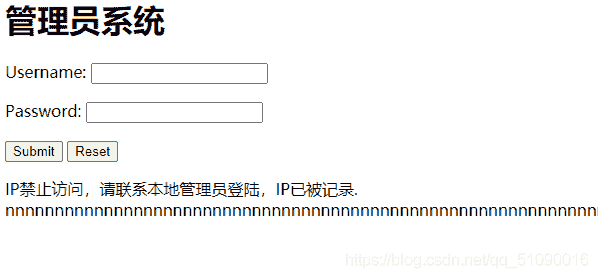 管理员系统
Username:
Password:
Submit Reset
IP禁止访问，请联系本地管理员登陆，IP已被记录.
nnnnnnnnnnnnnnnnnnnnnnnnnnnnnnnnnnnnnnnnnnnnnnnnnnnnnnnnnnnn
https://blog.csdn.net/qq_51090016